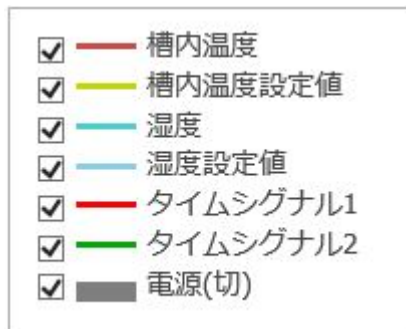 槽内温度
槽内温度設定値
湿度
湿度設定値
タイムシグナル1
タイムシグナル2
電源(切)